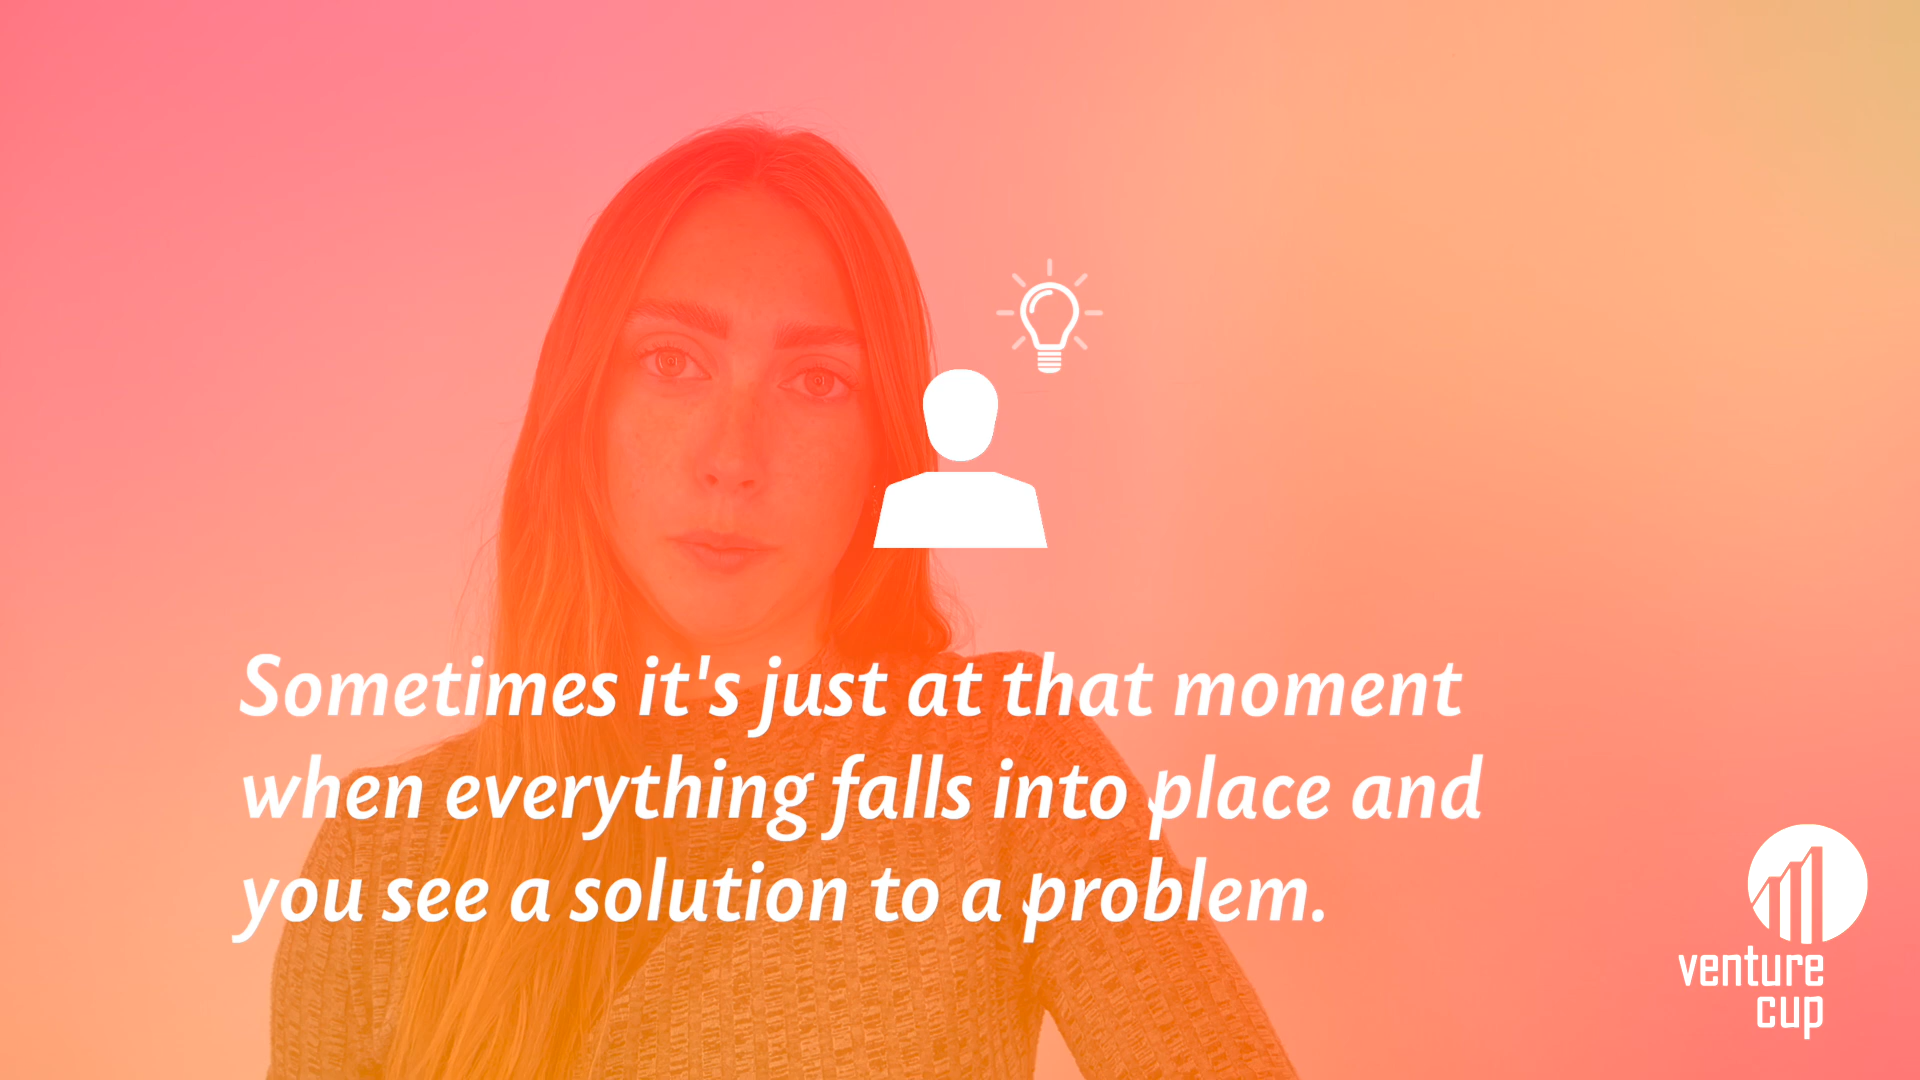 Sometimes it's just at that moment
when everything falls into place and
you see a solution to a problem.
venture
cup